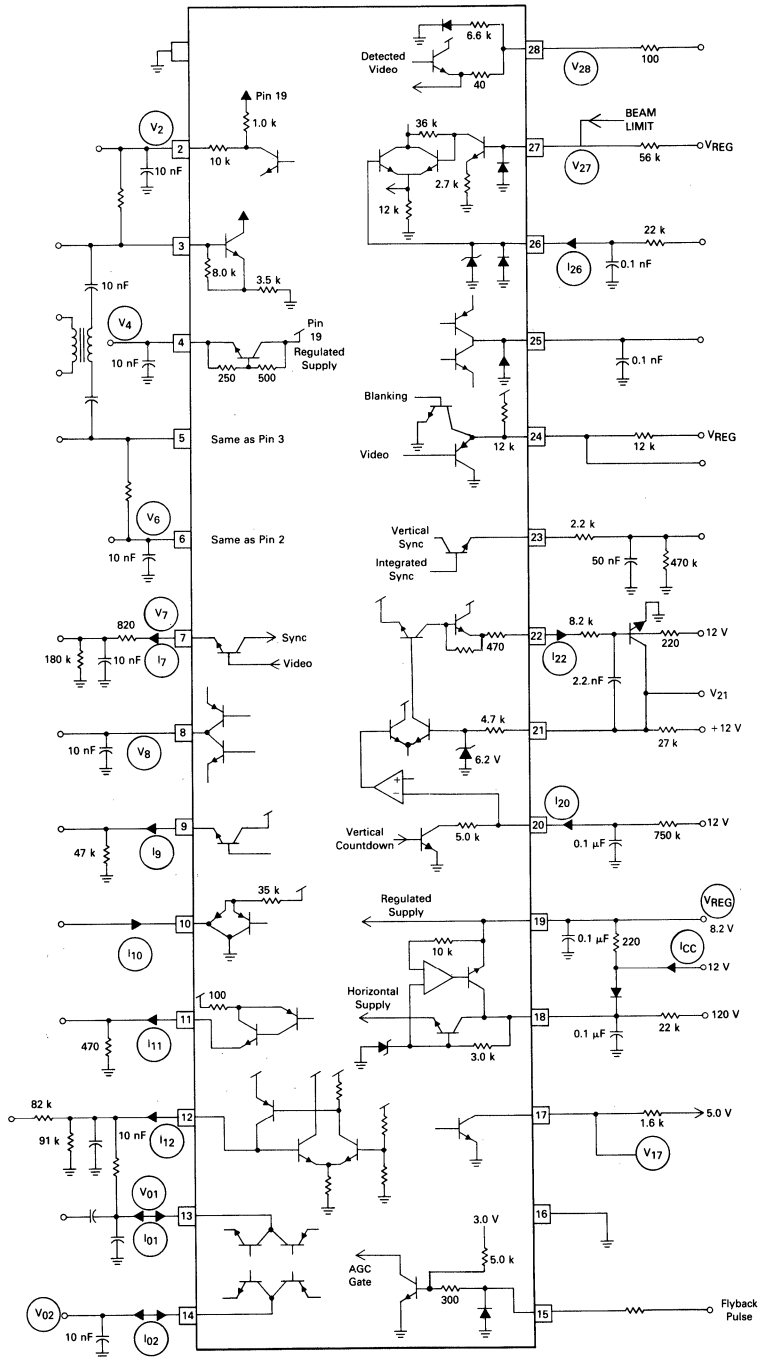 6.6 k
28
Detected
Video
40
V28
100
Pin 19
1.0 k
V2
2
10 k
10 nF
36 k
BEAM
LIMIT
27
VREG
V27
56 k
2.7 k
12 k
3
8.0 k
3.5 k
10 nF
26
22 k
I26
0.1 nF
V4
4
Pin
19
Regulated
Supply
10 nF
250
500
25
0.1 nF
Blanking
5
Same as Pin 3
24
VREG
12 k
12 k
Video
V6
6
Same as Pin 2
10 nF
Vertical
Sync
23
2.2 k
Integrated
Sync
50 nF
470 k
V7
820
7
Sync
180 k
10 nF
I7
Video
470
22
8.2 k
12 V
I22
220
2.2 nF
V21
8
10 nF
V8
4.7 k
21
+12 V
6.2 V
27 k
+
−
I20
9
47 k
I9
Vertical
Countdown
5.0 k
20
12 V
0.1 µF
750 k
35 k
10
I10
Regulated
Supply
19
VREG
8.2 V
0.1 µF
220
10 k
ICC
12 V
100
11
470
I11
Horizontal
Supply
18
120 V
0.1 µF
22 k
3.0 k
82 k
12
91 k
10 nF
I12
17
5.0 V
1.6 k
V17
V01
13
I01
16
3.0 V
5.0 k
AGC
Gate
V02
14
10 nF
I02
300
15
Flyback
Pulse